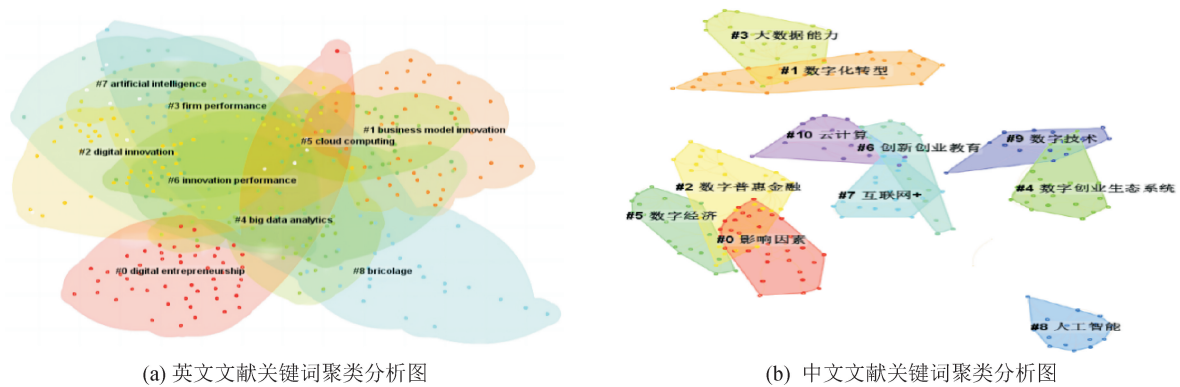 #7 artificial intelligence
#3 firm performance
#1 business model innovation
#5 cloud computing
#2 digital innovation
#6 innovation performance
#4 big data analytics
#0 digital entrepreneurship
#8 bricolage
(a) 英文文献关键词聚类分析图
#3 大数据能力
#1 数字化转型
#10 云计算
#6 创新创业教育
#9 数字技术
#2 数字普惠金融
#7 互联网+
#4 数字创业生态系统
#5 数字经济
#0 影响因素
#8 人工智能
(b) 中文文献关键词聚类分析图